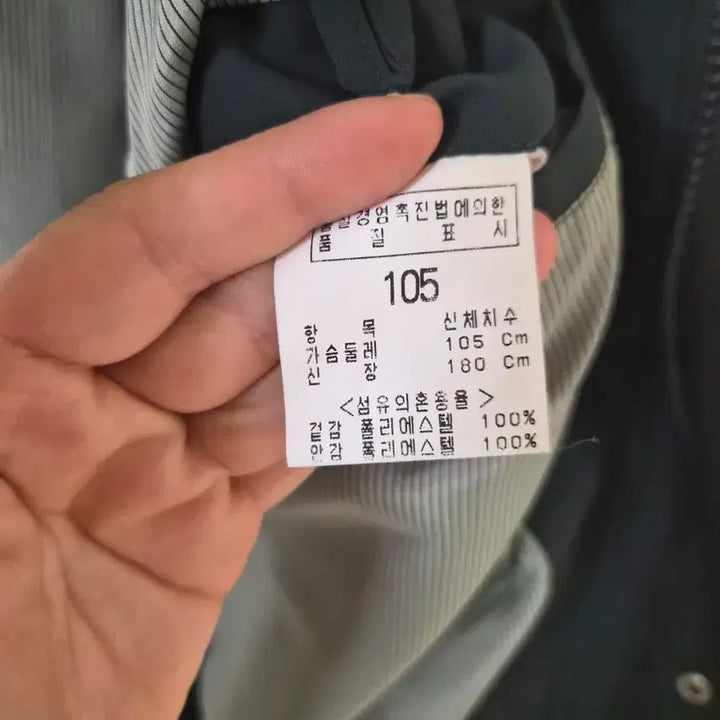 품질경영촉진법에의한
품 질 표 시
105
항 목 신체치수
가슴둘레 105 Cm
신 장 180 Cm
<섬유의혼용율>
겉감 폴리에스텔 100%
안감 폴리에스텔 100%